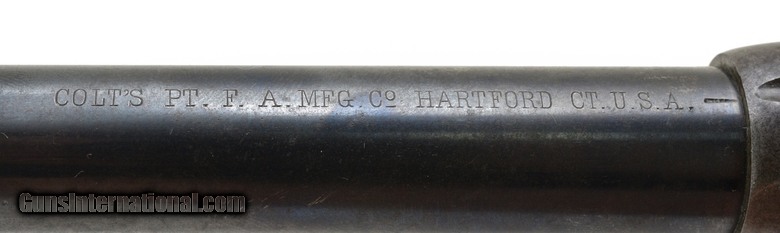 COLT'S PT. F. A. MFG. Co HARTFORD CT. U.S.A.
GunsInternational.com